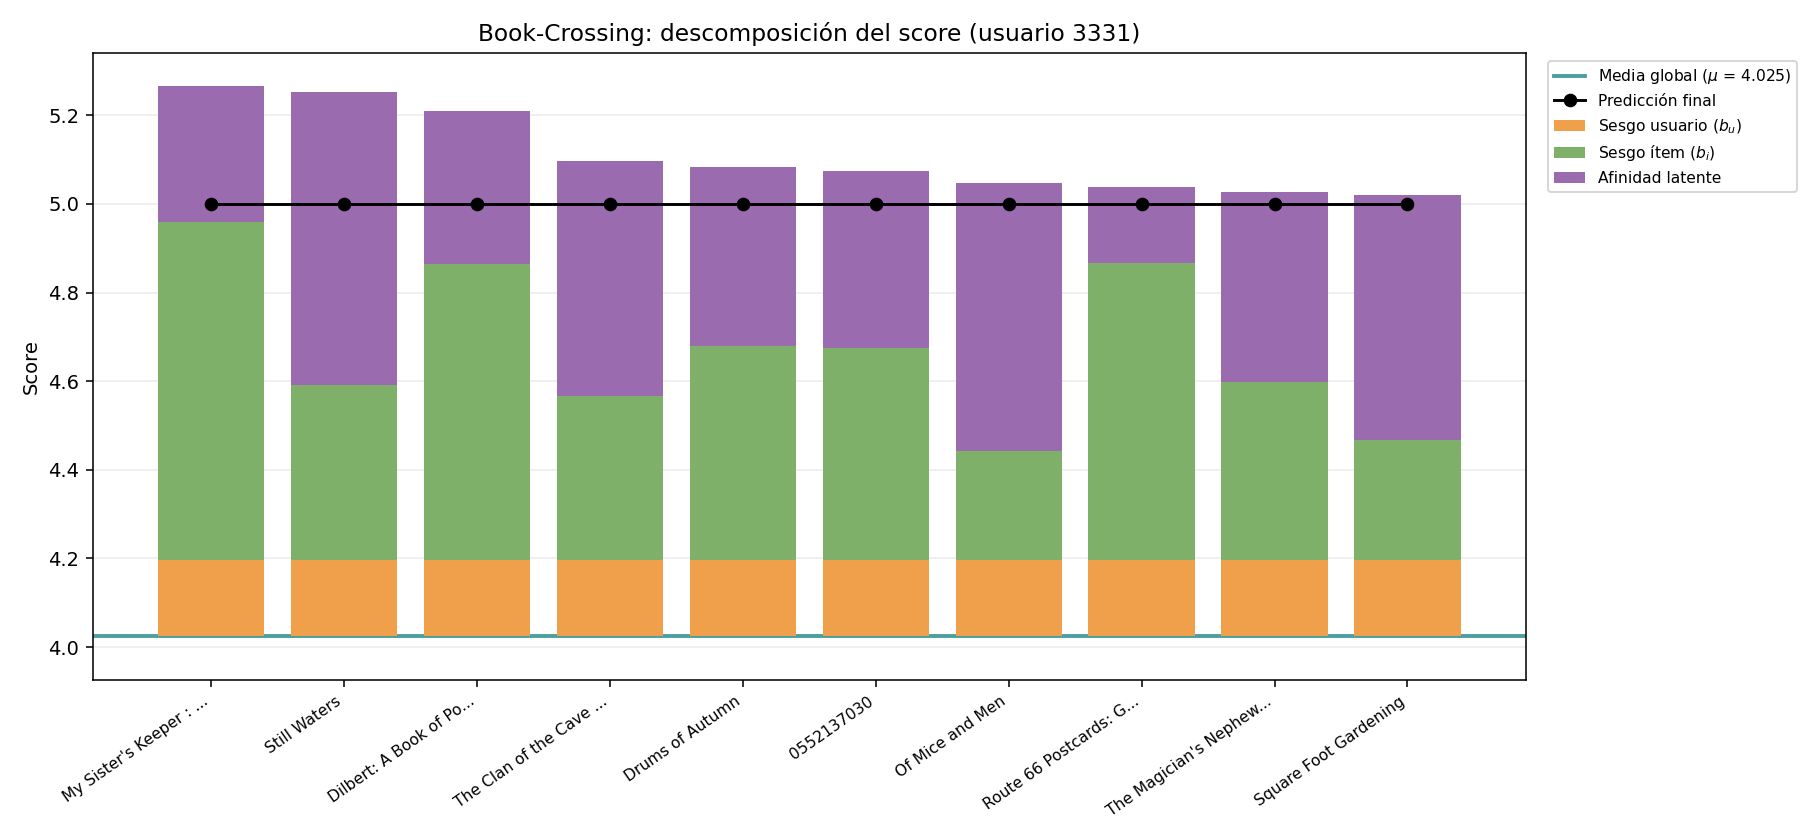 Book-Crossing: descomposición del score (usuario 3331)
Media global (μ = 4.025)
Predicción final
Sesgo usuario (b_u)
Sesgo ítem (b_i)
Afinidad latente
Score
5.2
5.0
4.8
4.6
4.4
4.2
4.0
My Sister's Keeper : ...
Still Waters
Dilbert: A Book of Po...
The Clan of the Cave ...
Drums of Autumn
0552137030
Of Mice and Men
Route 66 Postcards: G...
The Magician's Nephew...
Square Foot Gardening